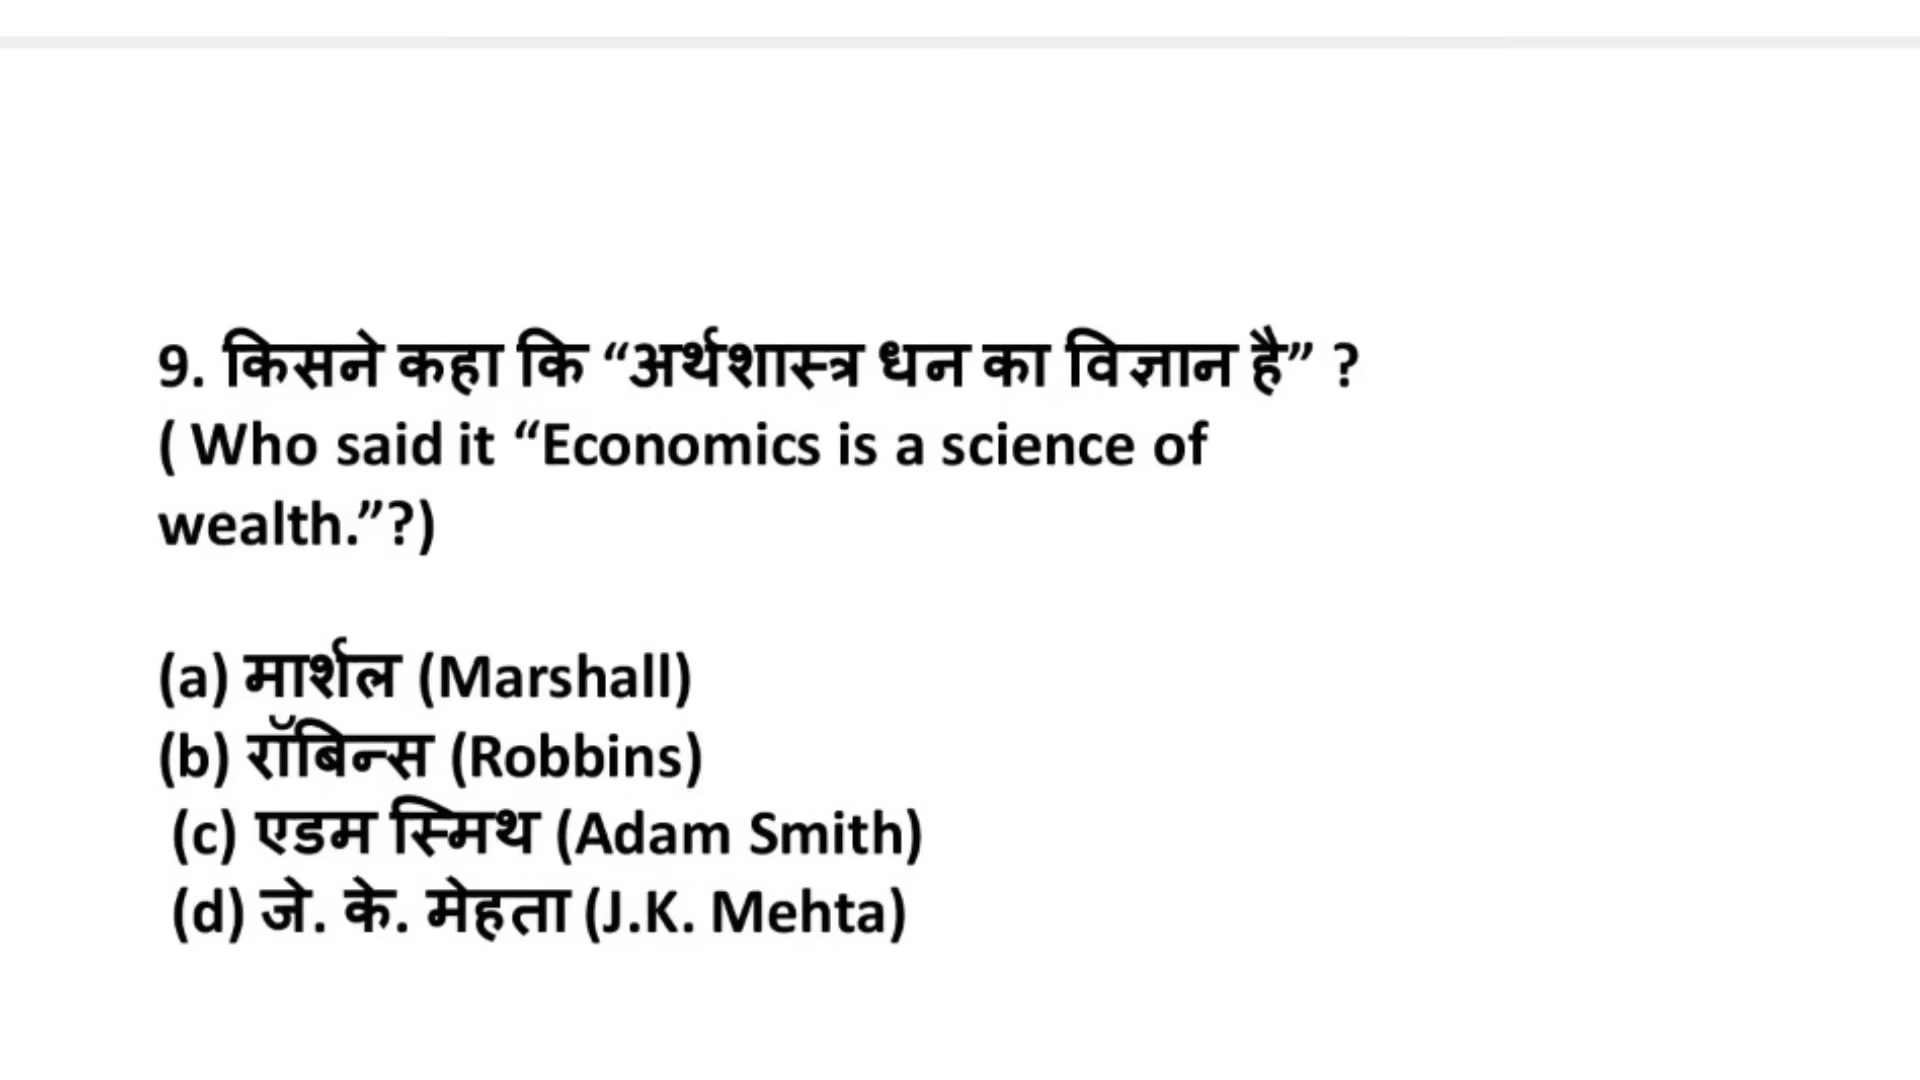 9. किसने कहा कि “अर्थशास्त्र धन का विज्ञान है” ?
( Who said it “Economics is a science of
wealth.”?)
(a) मार्शल (Marshall)
(b) रॉबिन्स (Robbins)
(c) एडम स्मिथ (Adam Smith)
(d) जे. के. मेहता (J.K. Mehta)